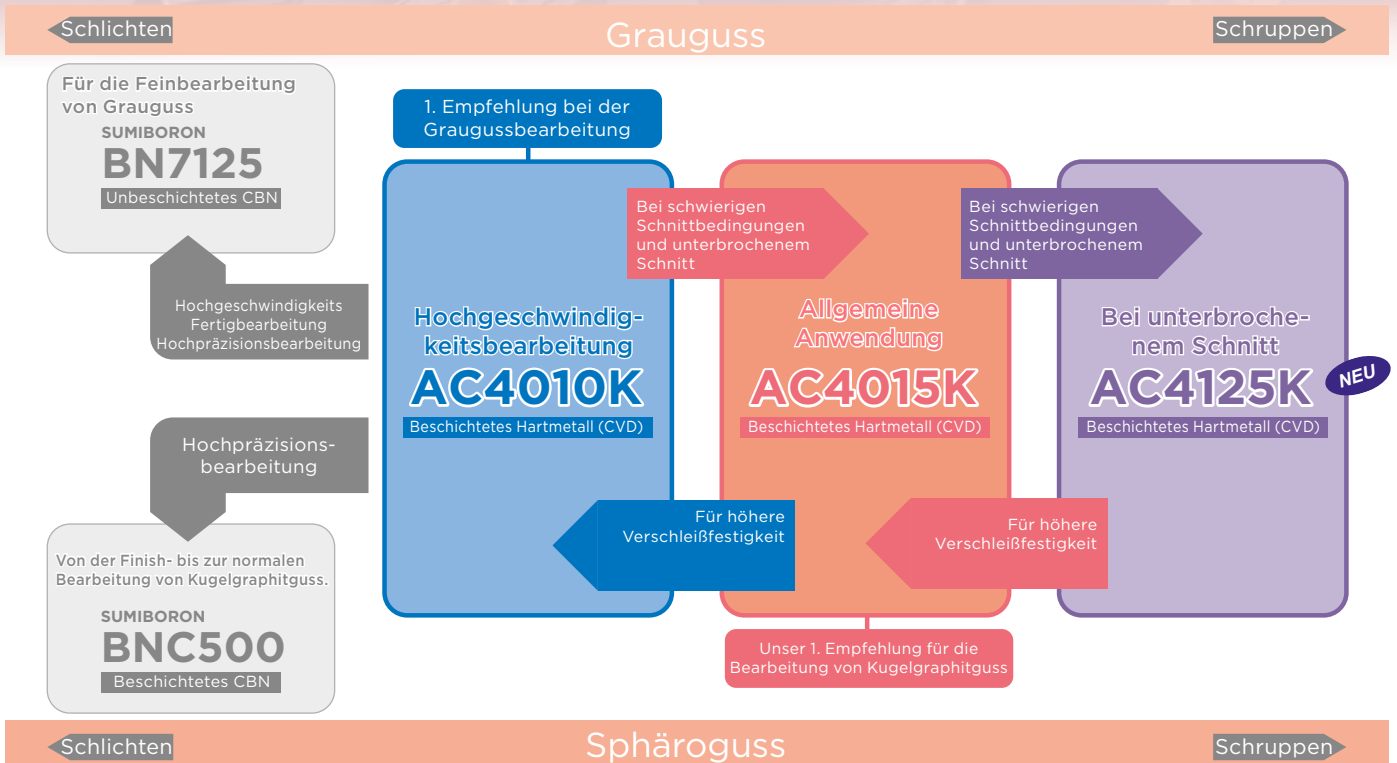 Schlichten
Grauguss
Schruppen
Für die Feinbearbeitung
von Grauguss
SUMIBORON
BN7125
Unbeschichtetes CBN
Hochgeschwindigkeits
Fertigbearbeitung
Hochpräzisionsbearbeitung
Hochpräzisions-
bearbeitung
Von der Finish- bis zur normalen
Bearbeitung von Kugelgraphitguss.
SUMIBORON
BNC500
Beschichtetes CBN
1. Empfehlung bei der
Graugussbearbeitung
Hochgeschwindig-
keitsbearbeitung
AC4010K
Beschichtetes Hartmetall (CVD)
Bei schwierigen
Schnittbedingungen
und unterbrochenem
Schnitt
Für höhere
Verschleißfestigkeit
Allgemeine
Anwendung
AC4015K
Beschichtetes Hartmetall (CVD)
Bei schwierigen
Schnittbedingungen
und unterbrochenem
Schnitt
Für höhere
Verschleißfestigkeit
Unser 1. Empfehlung für die
Bearbeitung von Kugelgraphitguss
Bei unterbroche-
nem Schnitt
AC4125K
NEU
Beschichtetes Hartmetall (CVD)
Schlichten
Sphäroguss
Schruppen